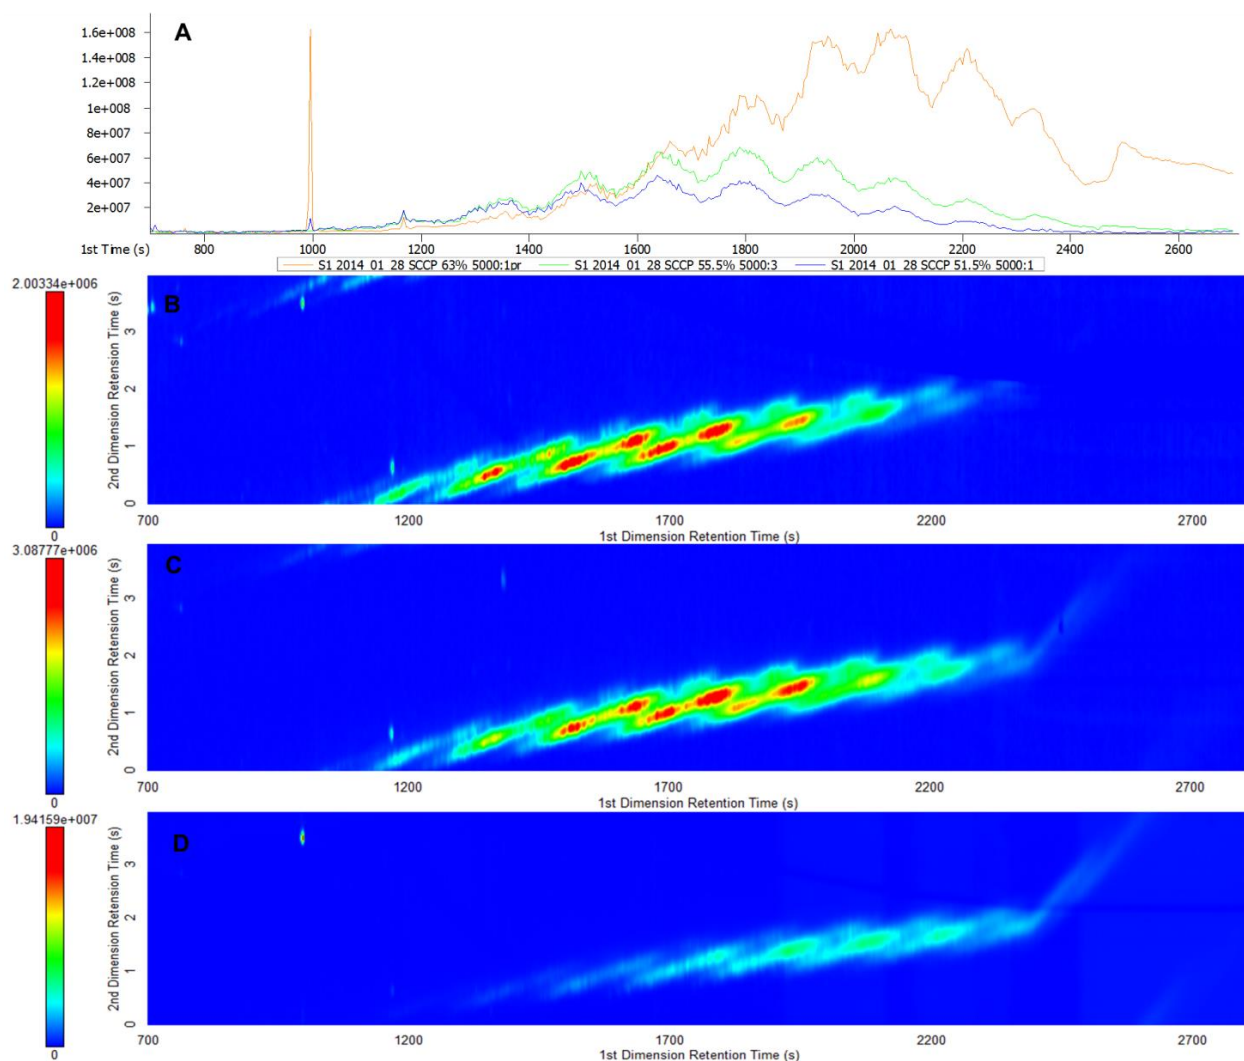 A
1.6e+008
1.4e+008
1.2e+008
1e+008
8e+007
6e+007
4e+007
2e+007
1st Time (s) 800 1000 1200 1400 1600 1800 2000 2200 2400 2600
S1 2014 01 28 SCCP 63% 5000:1pr S1 2014 01 28 SCCP 55.5% 5000:3 S1 2014 01 28 SCCP 51.5% 5000:1
2.00334e+006
B
2nd Dimension Retension Time (s)
3
2
1
0
0
700 1200 1700 2200 2700
1st Dimension Retention Time (s)
3.08777e+006
C
2nd Dimension Retension Time (s)
3
2
1
0
0
700 1200 1700 2200 2700
1st Dimension Retention Time (s)
1.94159e+007
D
2nd Dimension Retension Time (s)
3
2
1
0
0
700 1200 1700 2200 2700
1st Dimension Retention Time (s)